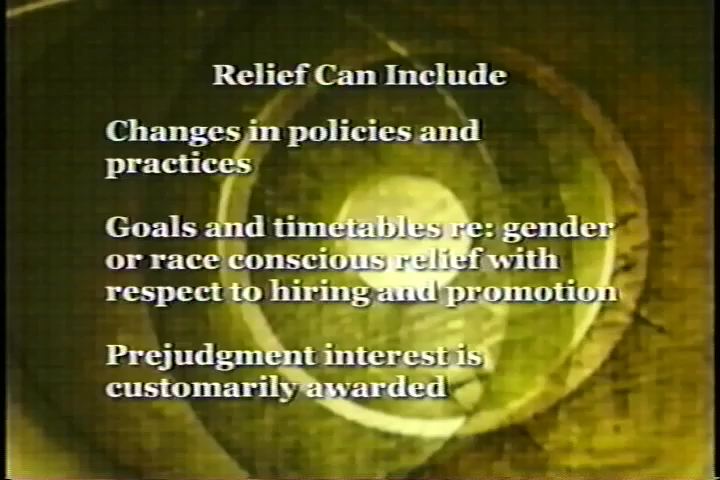 Relief Can Include
Changes in policies and
practices
Goals and timetables re: gender
or race conscious relief with
respect to hiring and promotion
Prejudgment interest is
customarily awarded